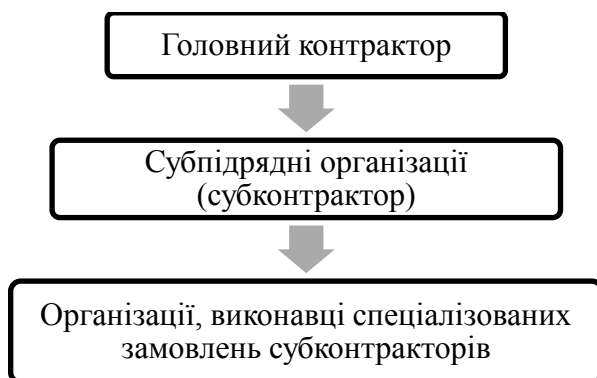 Головний контрактор
Субпідрядні організації
(субконтрактор)
Організації, виконавці спеціалізованих
замовлень субконтракторів